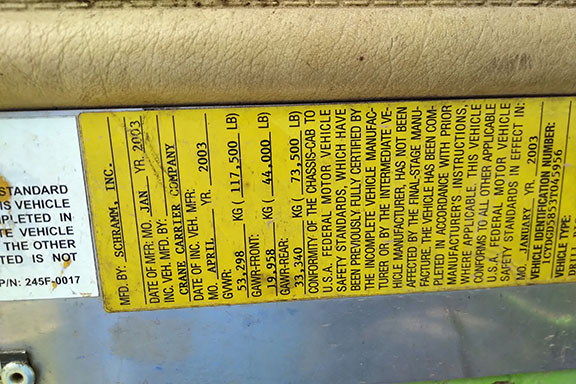 STANDARD
S VEHICLE
PLETED IN
TE VEHICLE
THE OTHER
TED IS NOT
P/N: 245F-0017
MFD. BY: SCHRAMM, INC.
DATE OF MFR: MO. JAN YR. 2003
INC. VEH. MFD. BY:
CRANE CARRIER COMPANY
DATE OF INC. VEH. MFR:
MO. APRIL YR. 2003
GVWR:
53,298 KG ( 117,500 LB)
GAWR-FRONT:
19,958 KG ( 44,000 LB)
GAWR-REAR:
33,340 KG ( 73,500 LB)
CONFORMITY OF THE CHASSIS-CAB TO
U.S.A. FEDERAL MOTOR VEHICLE
SAFETY STANDARDS, WHICH HAVE
BEEN PREVIOUSLY FULLY CERTIFIED BY
THE INCOMPLETE VEHICLE MANUFAC-
TURER OR BY THE INTERMEDIATE VE-
HICLE MANUFACTURER, HAS NOT BEEN
AFFECTED BY THE FINAL-STAGE MANU-
FACTURE. THE VEHICLE HAS BEEN COM-
PLETED IN ACCORDANCE WITH PRIOR
MANUFACTURER'S INSTRUCTIONS,
WHERE APPLICABLE. THIS VEHICLE
CONFORMS TO ALL OTHER APPLICABLE
U.S.A. FEDERAL MOTOR VEHICLE
SAFETY STANDARDS IN EFFECT IN:
MO. JANUARY YR. 2003
VEHICLE IDENTIFICATION NUMBER:
1CYDGD5853T045956
VEHICLE TYPE: